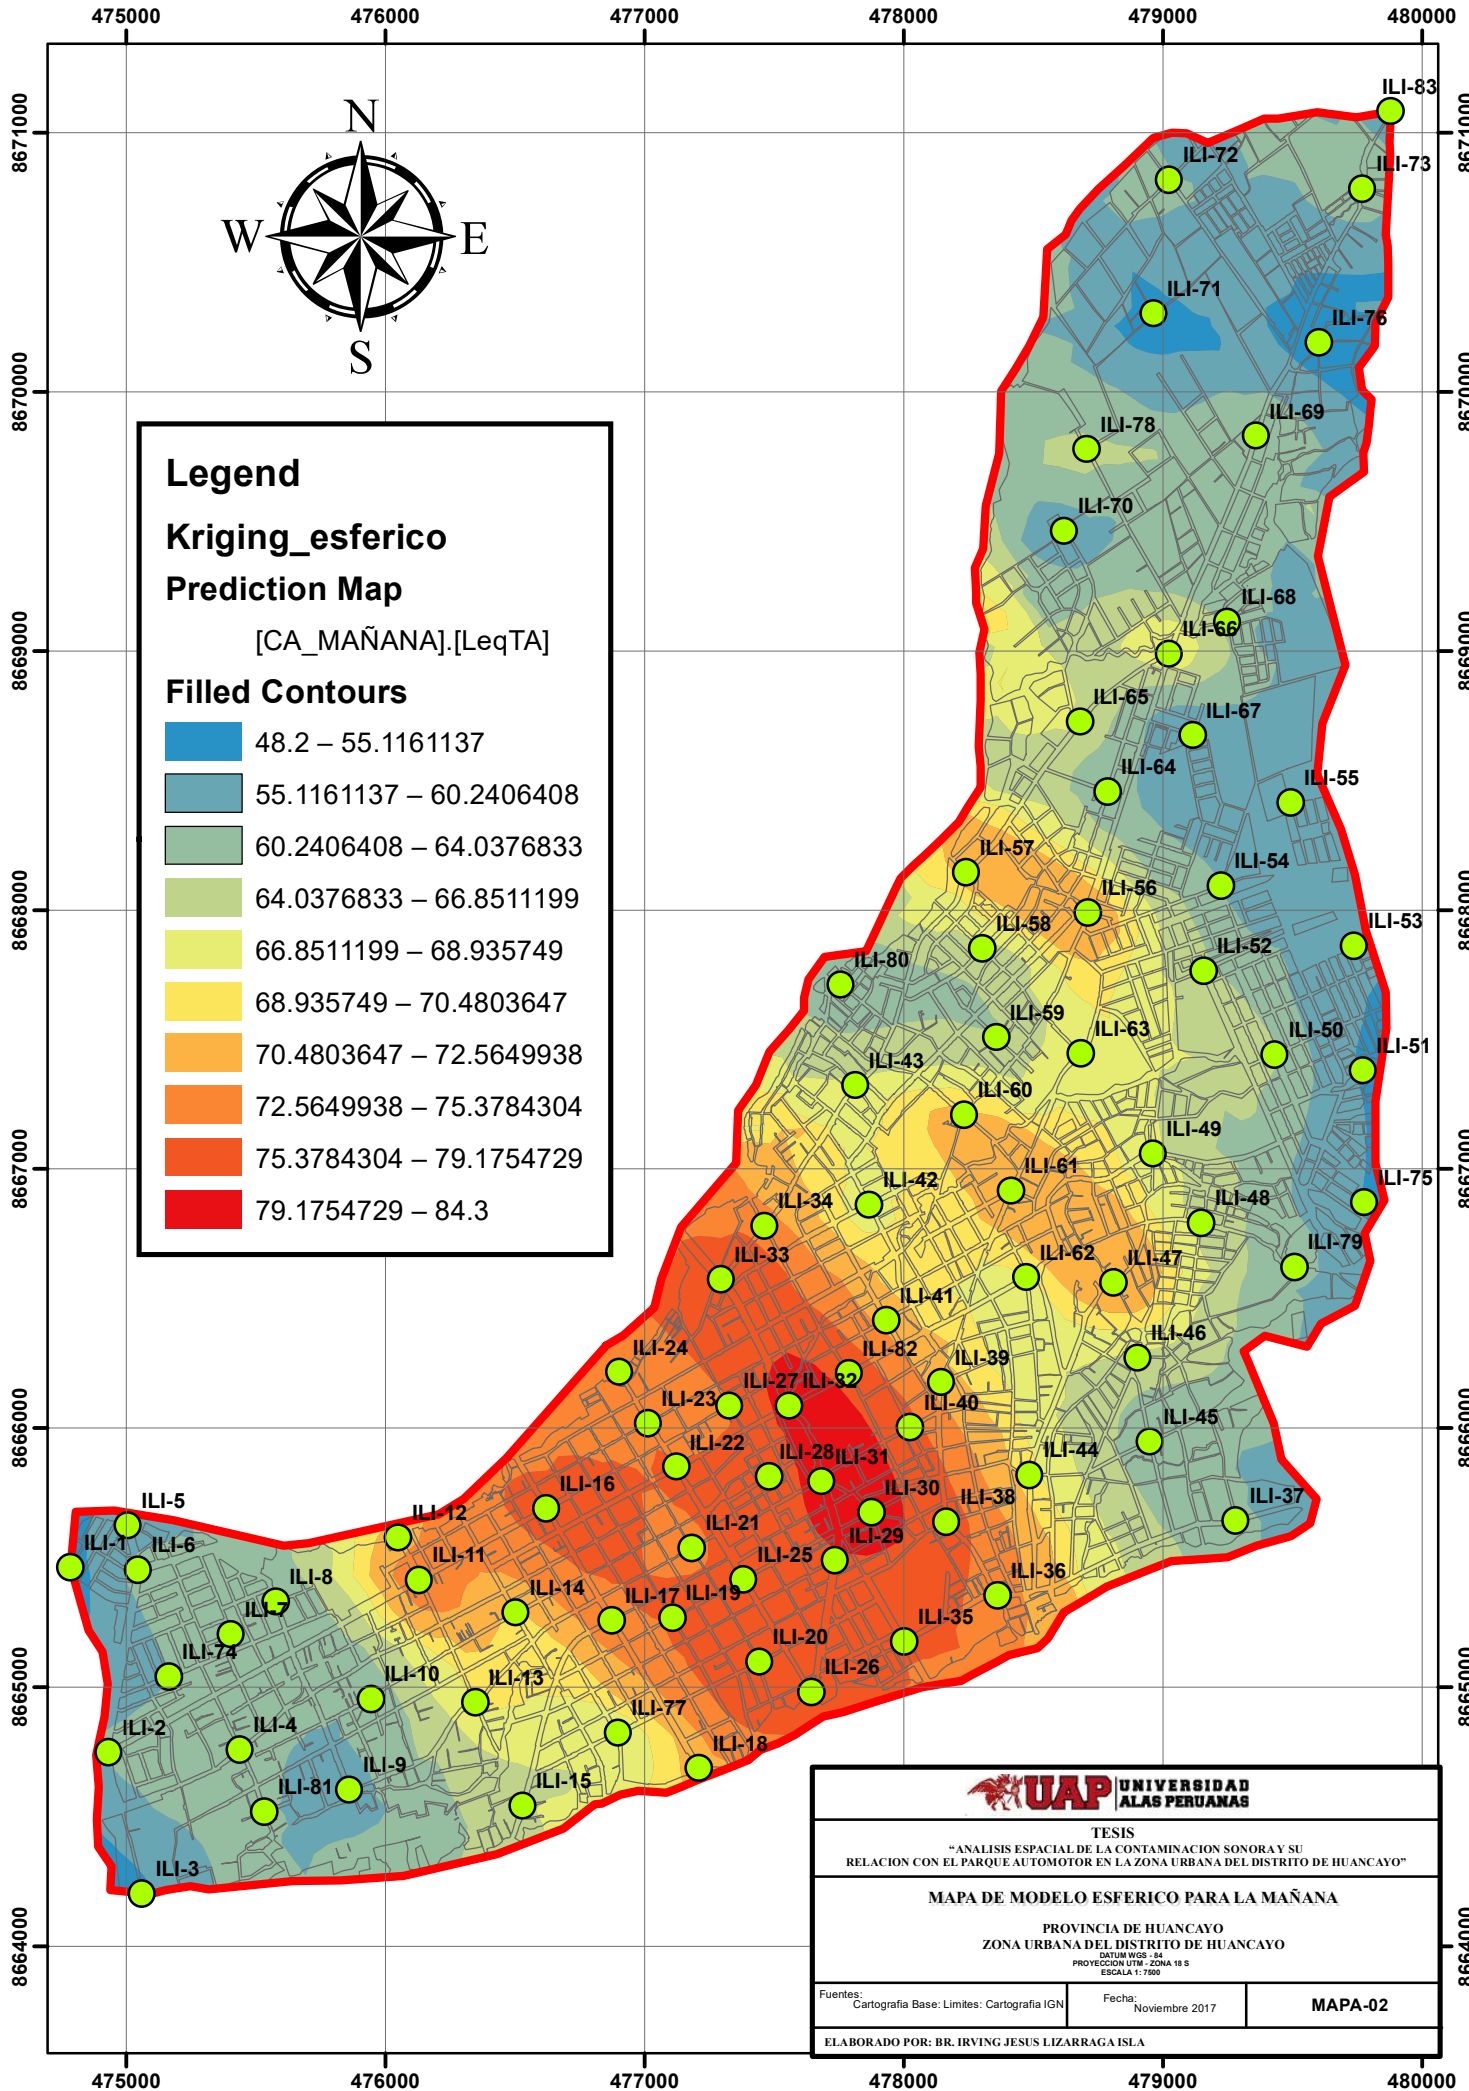 475000 476000 477000 478000 479000 480000
8671000
8670000
8669000
8668000
8667000
8666000
8665000
8664000
8671000
8670000
8669000
8668000
8667000
8666000
8665000
8664000
N
W E
S
Legend
Kriging_esferico
Prediction Map
[CA_MAÑANA].[LeqTA]
Filled Contours
48.2 – 55.1161137
55.1161137 – 60.2406408
60.2406408 – 64.0376833
64.0376833 – 66.8511199
66.8511199 – 68.935749
68.935749 – 70.4803647
70.4803647 – 72.5649938
72.5649938 – 75.3784304
75.3784304 – 79.1754729
79.1754729 – 84.3
ILI-83
ILI-72
ILI-73
ILI-71
ILI-76
ILI-69
ILI-78
ILI-70
ILI-68
ILI-66
ILI-65
ILI-67
ILI-64
ILI-55
ILI-57
ILI-54
ILI-56
ILI-58
ILI-53
ILI-52
ILI-80
ILI-59
ILI-63
ILI-50
ILI-51
ILI-43
ILI-60
ILI-49
ILI-61
ILI-42
ILI-75
ILI-48
ILI-34
ILI-79
ILI-62
ILI-47
ILI-33
ILI-41
ILI-46
ILI-24
ILI-82
ILI-39
ILI-27
ILI-32
ILI-23
ILI-40
ILI-45
ILI-22
ILI-28
ILI-31
ILI-44
ILI-16
ILI-30
ILI-38
ILI-37
ILI-5
ILI-12
ILI-21
ILI-29
ILI-1
ILI-6
ILI-11
ILI-25
ILI-36
ILI-8
ILI-14
ILI-17
ILI-19
ILI-7
ILI-35
ILI-74
ILI-20
ILI-10
ILI-13
ILI-26
ILI-77
ILI-2
ILI-4
ILI-18
ILI-9
ILI-81
ILI-15
ILI-3
UAP UNIVERSIDAD
ALAS PERUANAS
TESIS
“ANALISIS ESPACIAL DE LA CONTAMINACION SONORA Y SU
RELACION CON EL PARQUE AUTOMOTOR EN LA ZONA URBANA DEL DISTRITO DE HUANCAYO”
MAPA DE MODELO ESFERICO PARA LA MAÑANA
PROVINCIA DE HUANCAYO
ZONA URBANA DEL DISTRITO DE HUANCAYO
DATUM WGS - 84
PROYECCION UTM - ZONA 18 S
ESCALA 1: 7500
Fuentes:
Cartografia Base: Limites: Cartografia IGN
Fecha:
Noviembre 2017
MAPA-02
ELABORADO POR: BR. IRVING JESUS LIZARRAGA ISLA
475000 476000 477000 478000 479000 480000